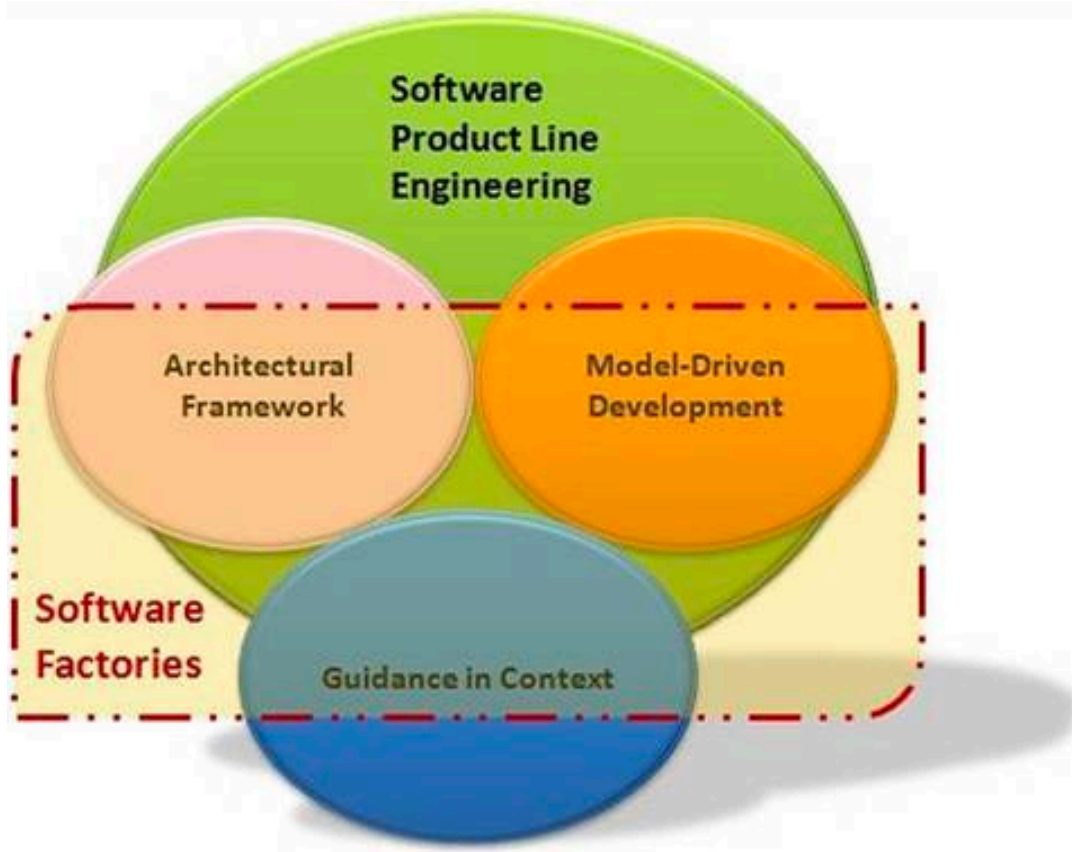 Software
Product Line
Engineering
Architectural
Framework
Model-Driven
Development
Software
Factories
Guidance in Context